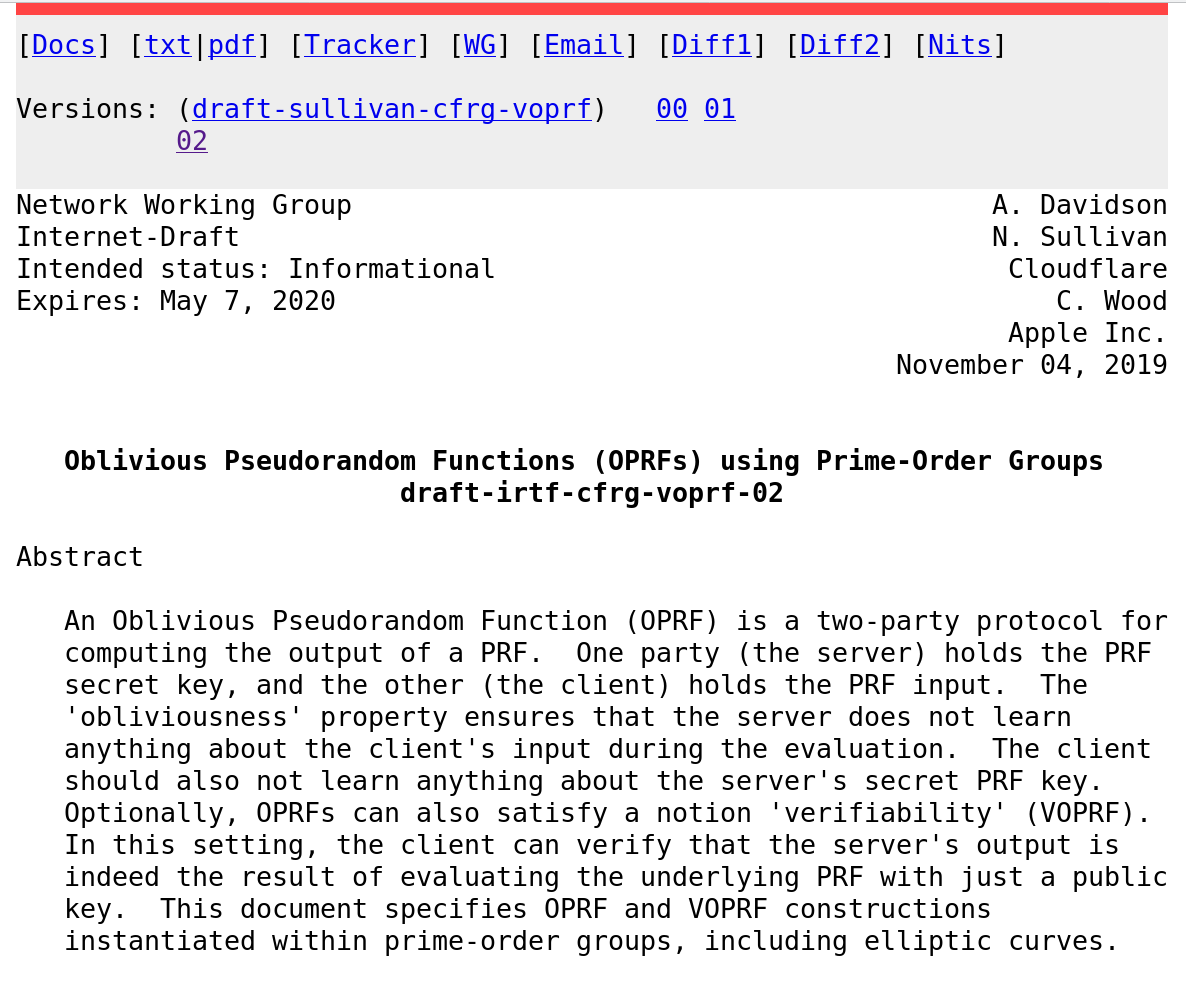 [Docs] [txt|pdf] [Tracker] [WG] [Email] [Diff1] [Diff2] [Nits]
Versions: (draft-sullivan-cfrg-voprf)   00 01
02
Network Working Group                                        A. Davidson
Internet-Draft                                               N. Sullivan
Intended status: Informational                                Cloudflare
Expires: May 7, 2020                                             C. Wood
Apple Inc.
November 04, 2019
Oblivious Pseudorandom Functions (OPRFs) using Prime-Order Groups
draft-irtf-cfrg-voprf-02
Abstract
An Oblivious Pseudorandom Function (OPRF) is a two-party protocol for
computing the output of a PRF.  One party (the server) holds the PRF
secret key, and the other (the client) holds the PRF input.  The
'obliviousness' property ensures that the server does not learn
anything about the client's input during the evaluation.  The client
should also not learn anything about the server's secret PRF key.
Optionally, OPRFs can also satisfy a notion 'verifiability' (VOPRF).
In this setting, the client can verify that the server's output is
indeed the result of evaluating the underlying PRF with just a public
key.  This document specifies OPRF and VOPRF constructions
instantiated within prime-order groups, including elliptic curves.